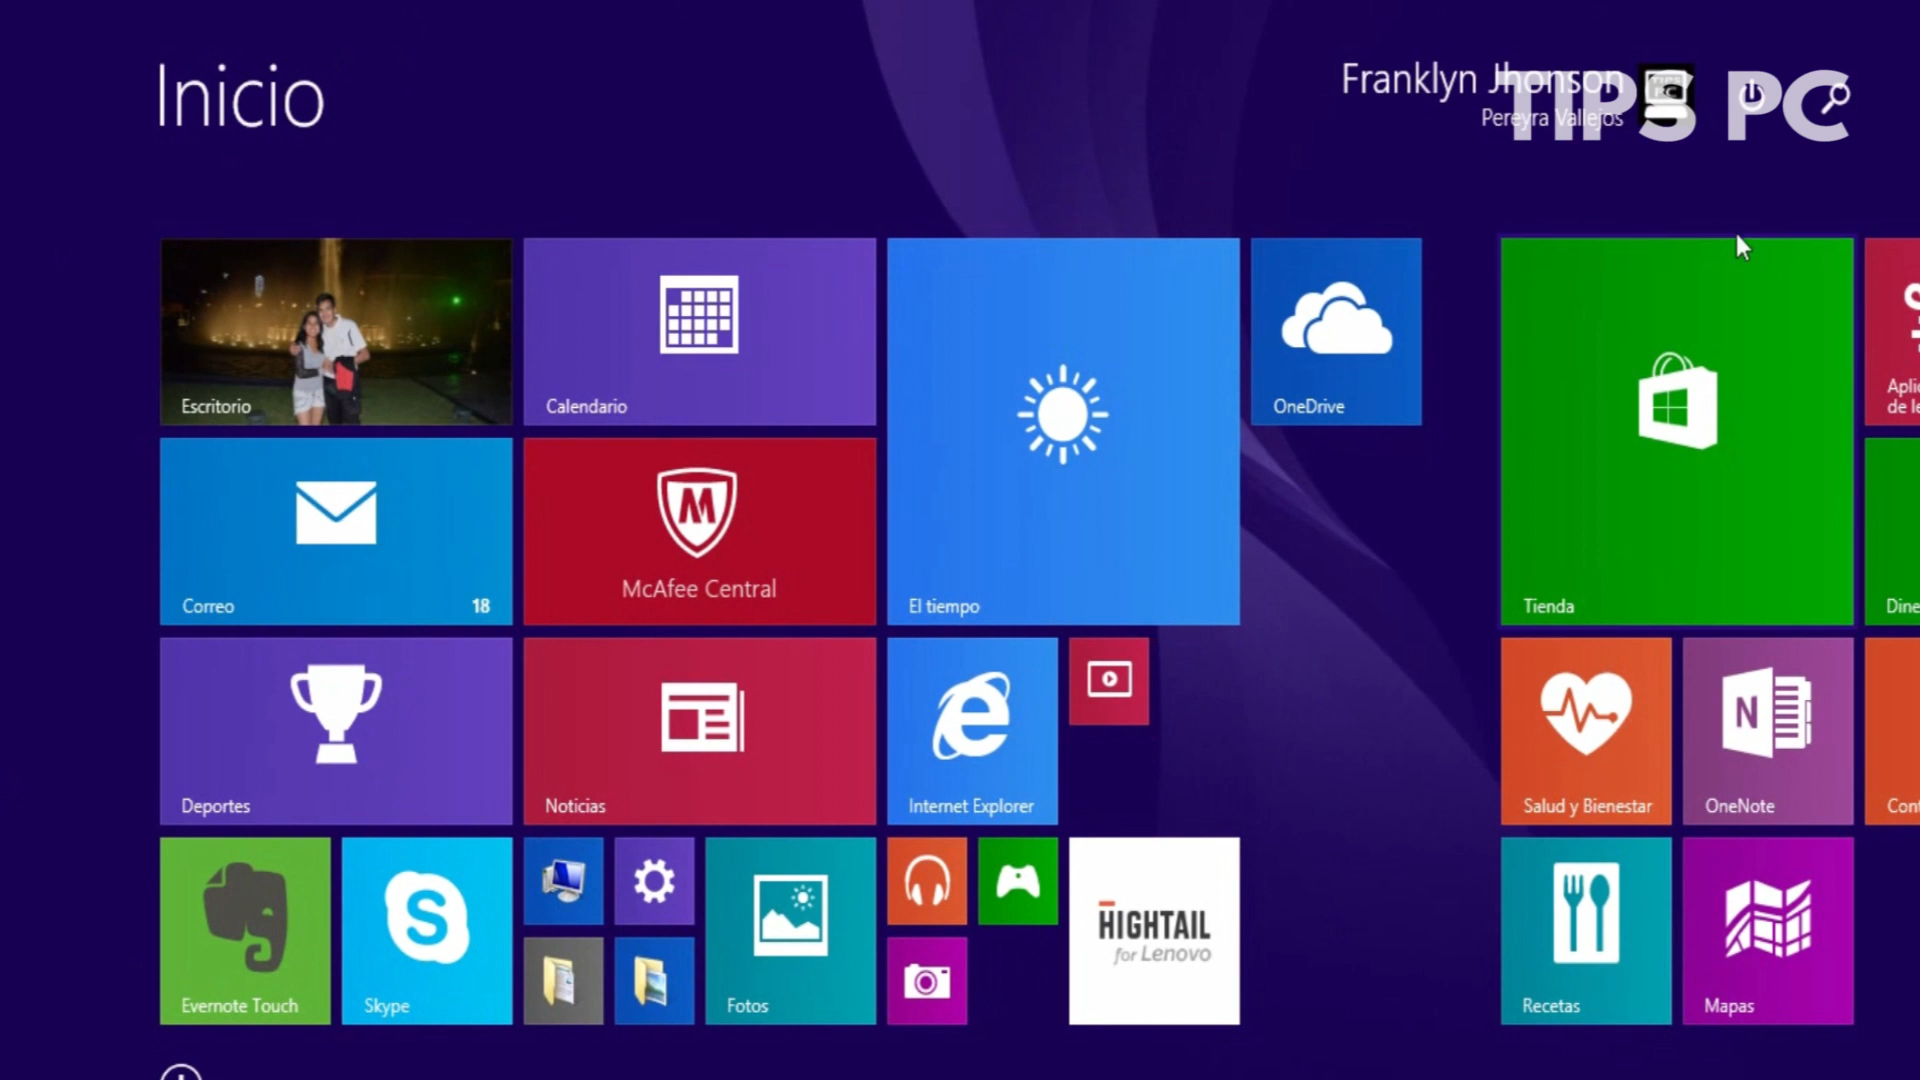 Inicio
Franklyn Jhonson
Pereyra Vallejos
TIPS PC
Escritorio
Calendario
OneDrive
Correo
18
McAfee Central
El tiempo
Tienda
Deportes
Noticias
Internet Explorer
Salud y Bienestar
OneNote
Evernote Touch
Skype
Fotos
HIGHTAIL
for Lenovo
Recetas
Mapas